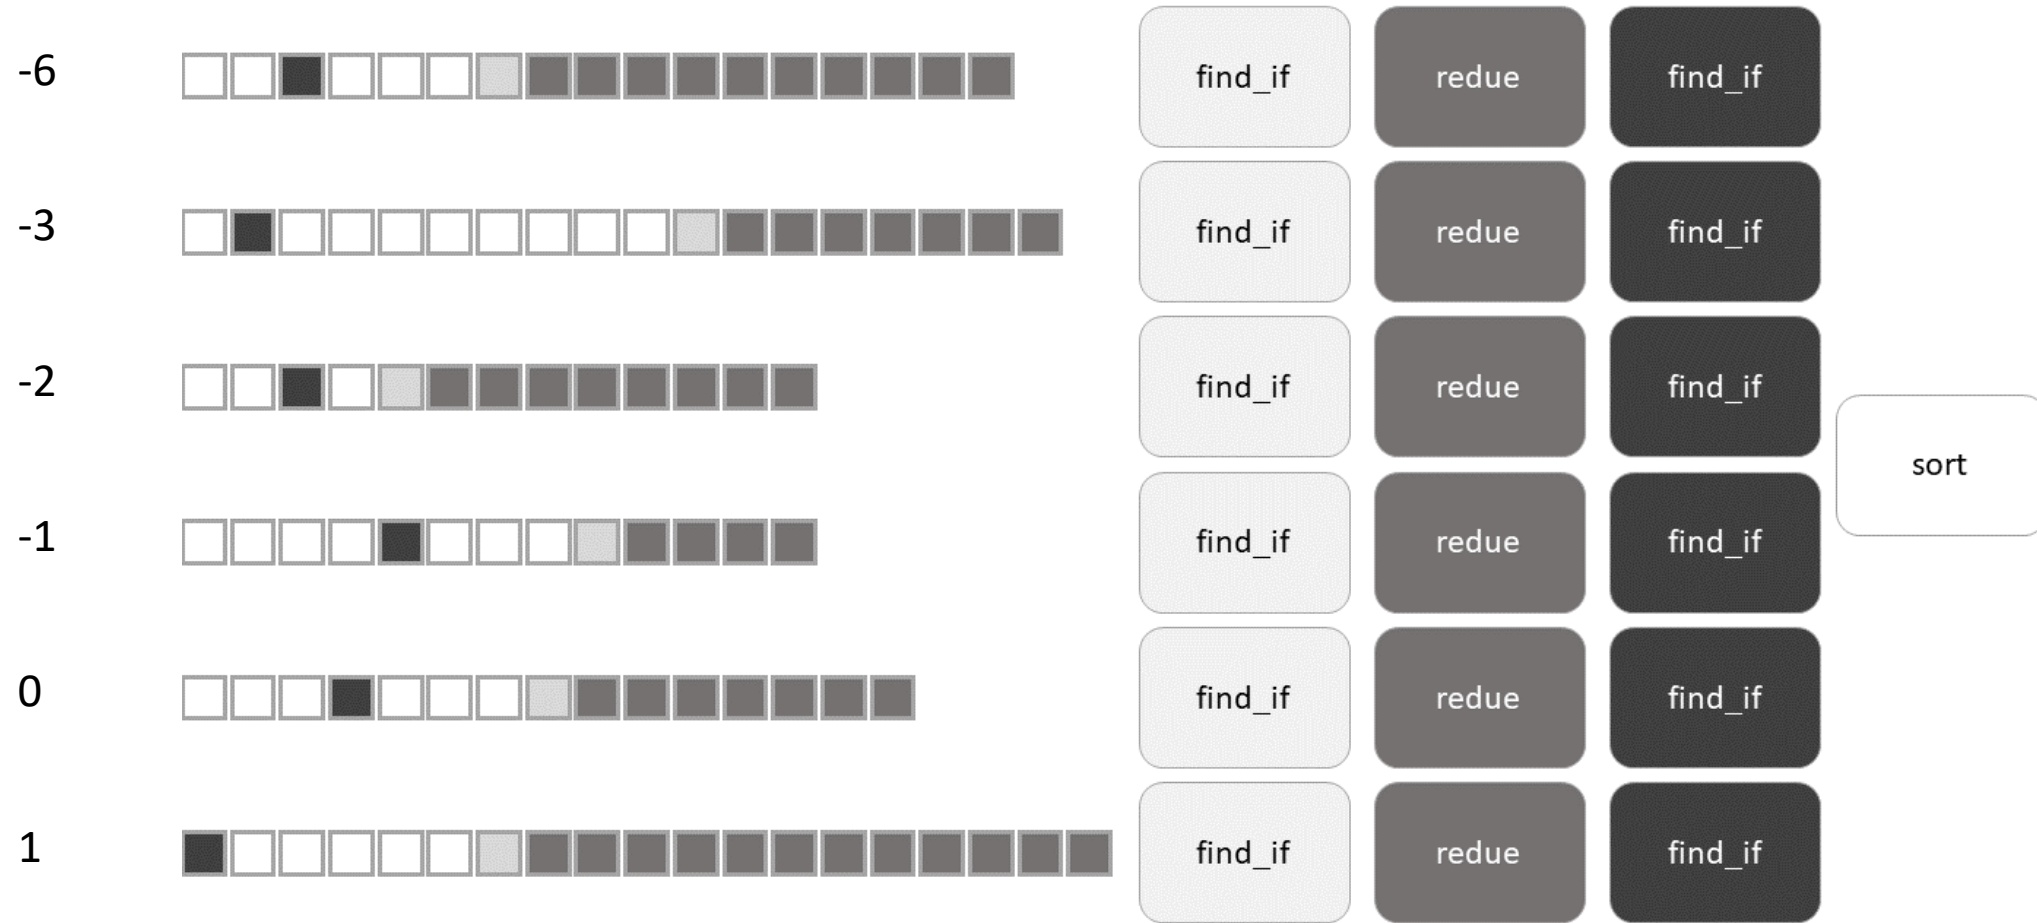 -6 find_if redue find_if
-3 find_if redue find_if
-2 find_if redue find_if
sort
-1 find_if redue find_if
0 find_if redue find_if
1 find_if redue find_if